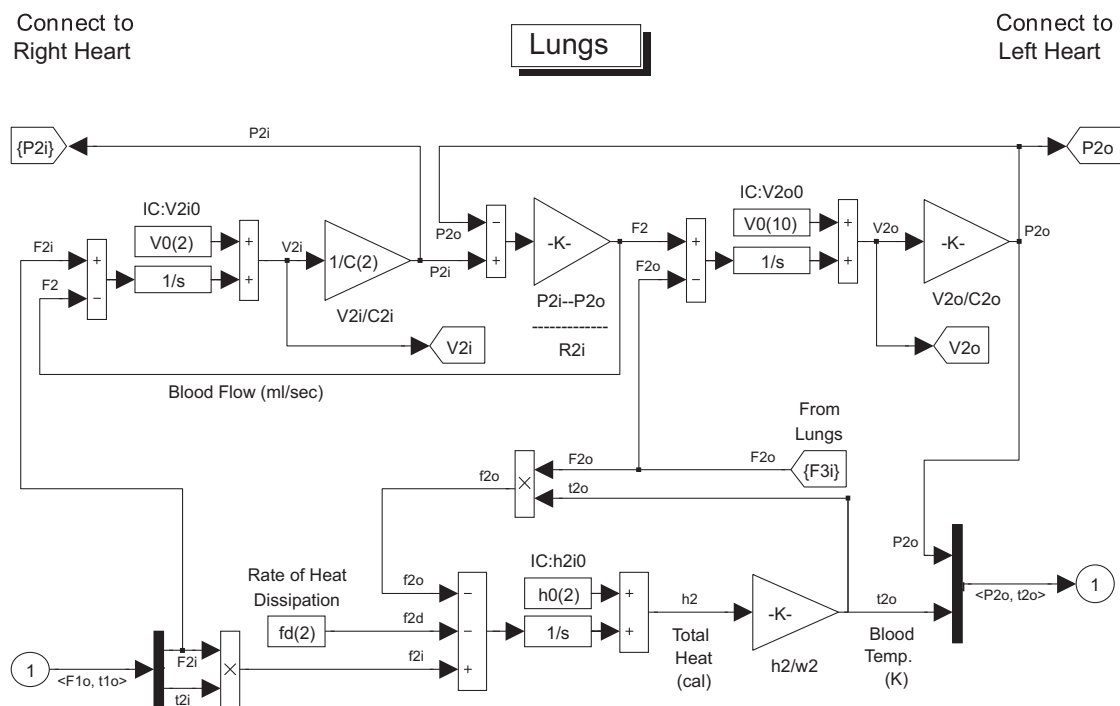 Connect to
Right Heart
Lungs
Connect to
Left Heart
{P2i}
P2i
P2o
IC:V2i0
V0(2)
F2i
+
F2
−
1/s
+
+
V2i
1/C(2)
V2i/C2i
P2i
V2i
P2o
−
+
-K-
P2i--P2o
R2i
F2
F2o
+
−
IC:V2o0
V0(10)
1/s
+
+
V2o
-K-
V2o/C2o
P2o
V2o
Blood Flow (ml/sec)
From
Lungs
{F3i}
F2o
F2o
t2o
×
f2o
Rate of Heat
Dissipation
fd(2)
f2o
f2d
f2i
−
−
+
IC:h2i0
h0(2)
1/s
+
+
h2
Total
Heat
(cal)
-K-
h2/w2
t2o
Blood
Temp.
(K)
P2o
<P2o, t2o>
1
1
<F1o, t1o>
F2i
t2i
×